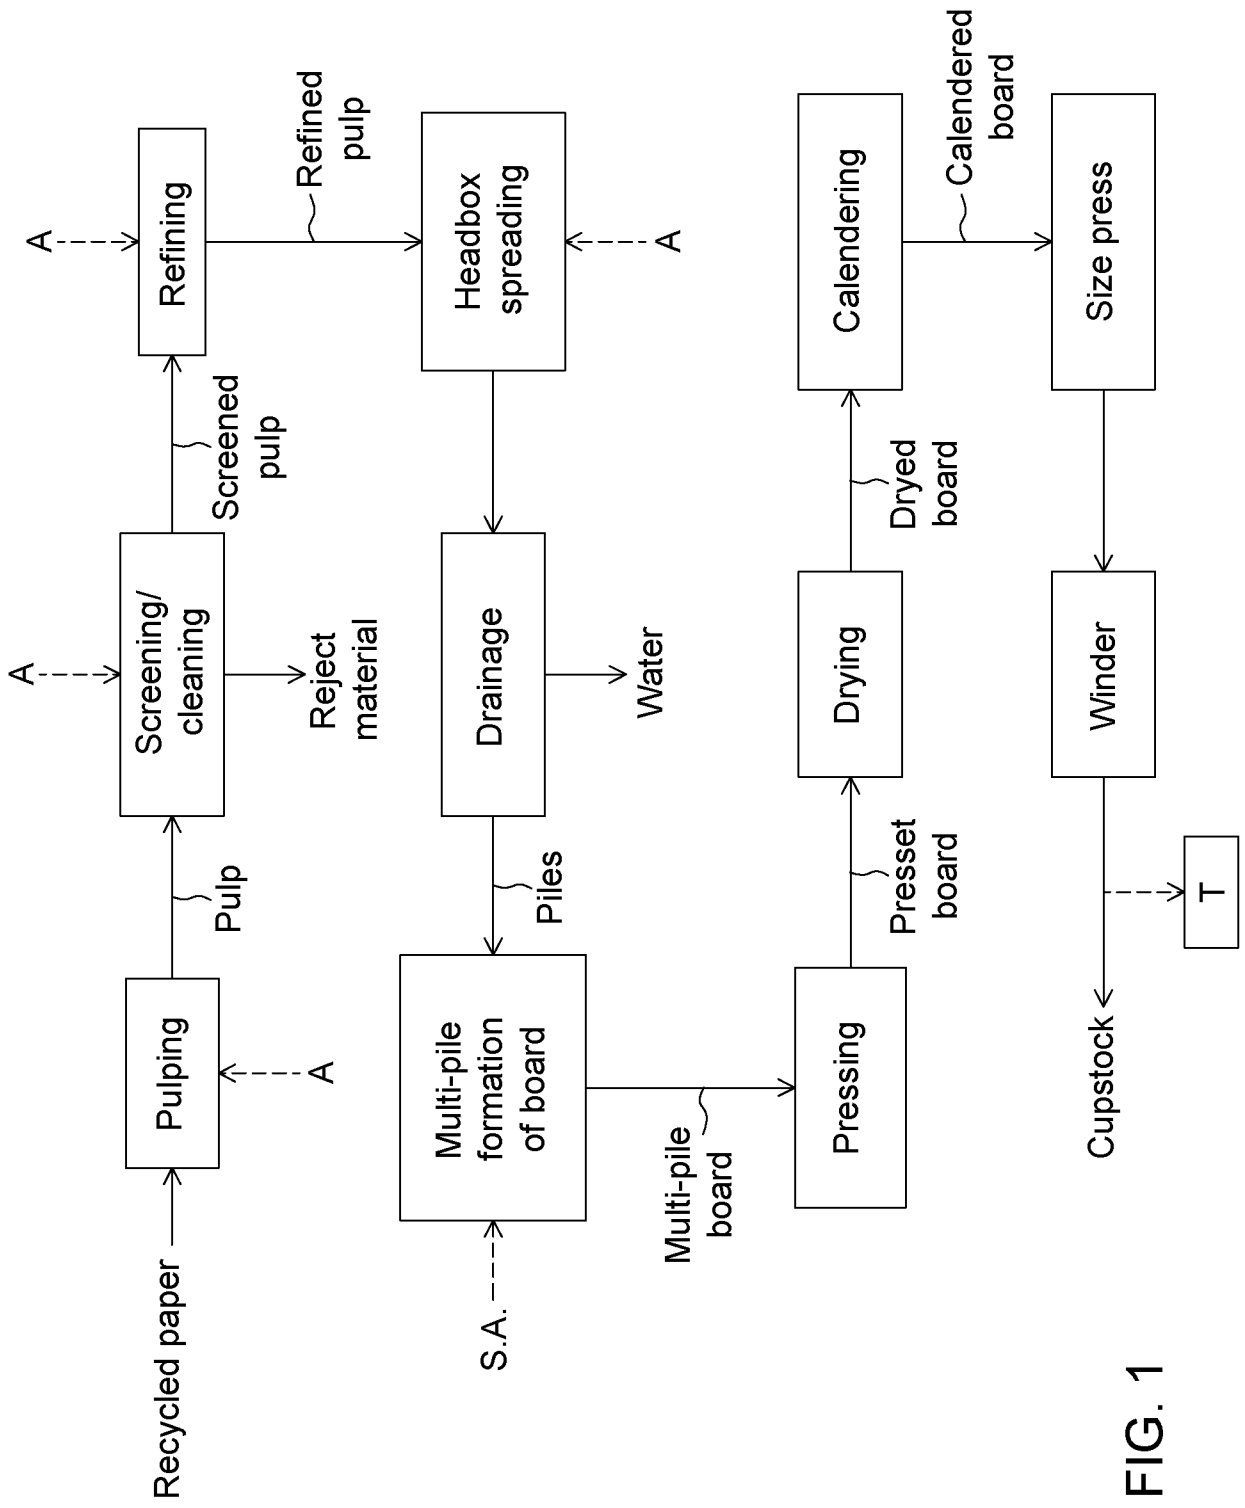 A
A
Recycled paper
Pulping
Pulp
Screening/
cleaning
Screened
pulp
Refining
A
Reject
material
Refined
pulp
S.A.
Multi-pile
formation
of board
Piles
Drainage
Headbox
spreading
Water
A
Multi-pile
board
Pressing
Presset
board
Drying
Dryed
board
Calendering
Calendered
board
Cupstock
Winder
Size press
T
FIG. 1